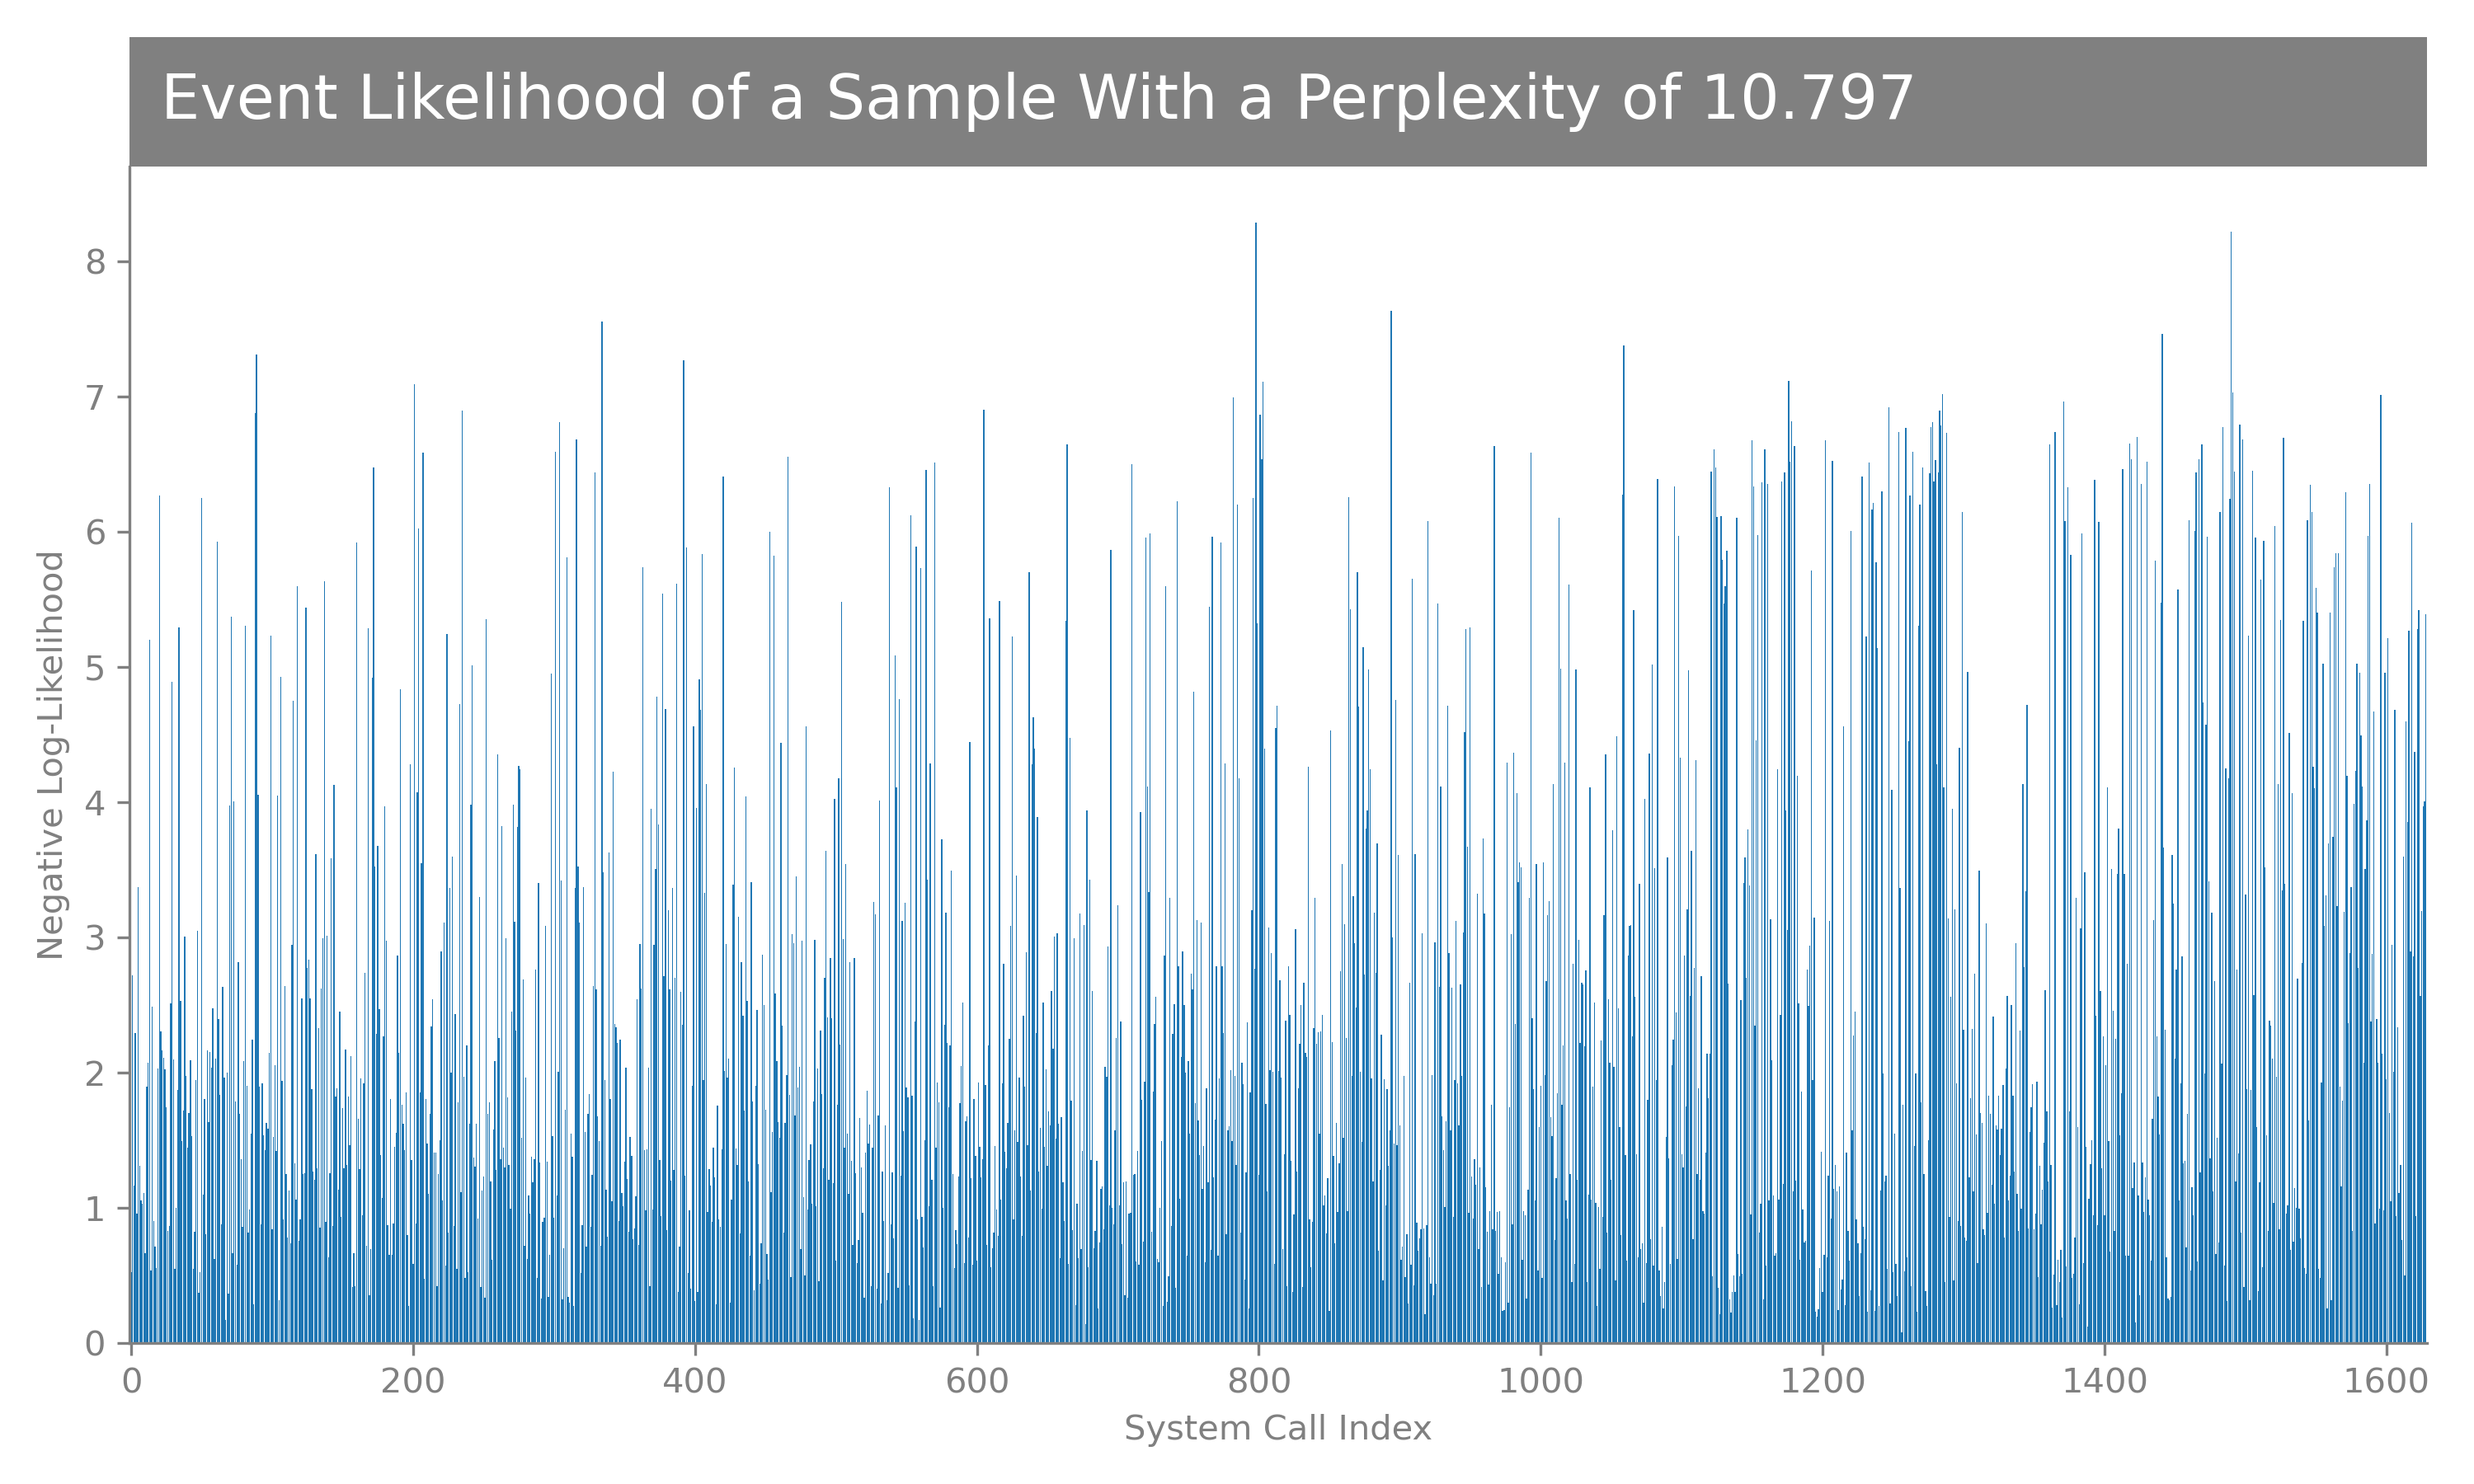 Event Likelihood of a Sample With a Perplexity of 10.797
8
7
6
5
4
3
2
1
0
Negative Log-Likelihood
0 200 400 600 800 1000 1200 1400 1600
System Call Index